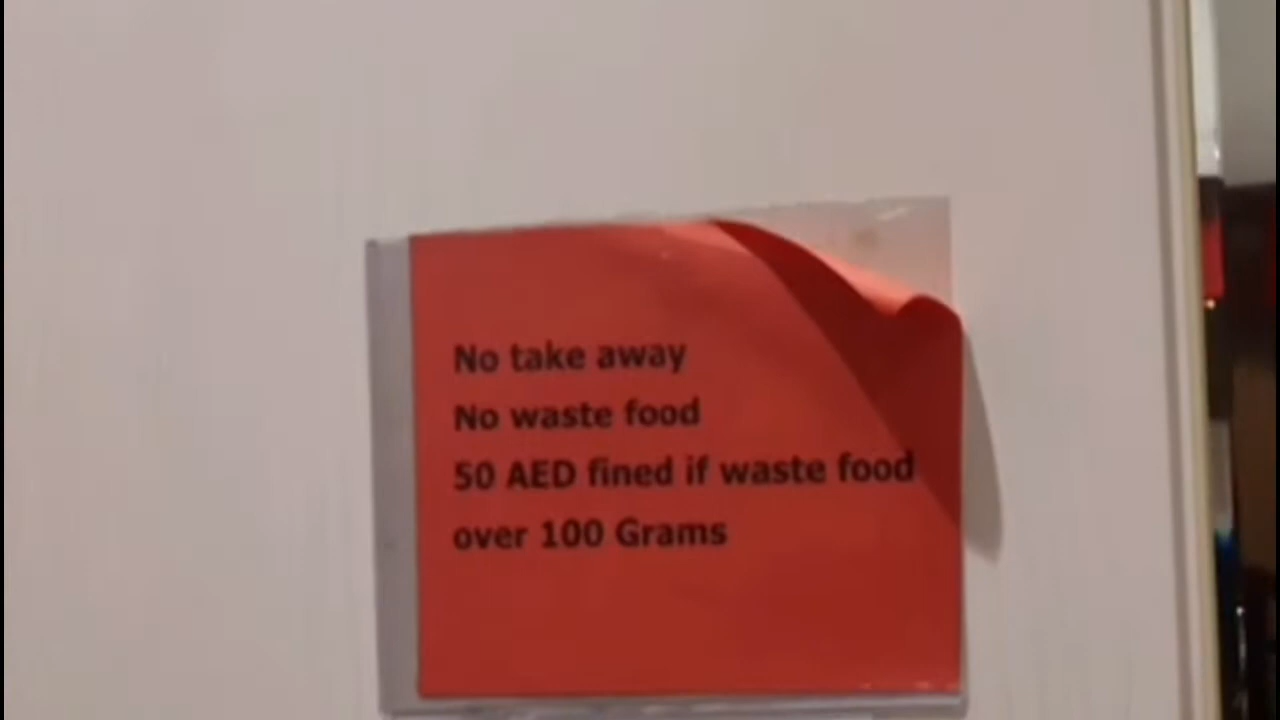 No take away
No waste food
50 AED fined if waste food
over 100 Grams